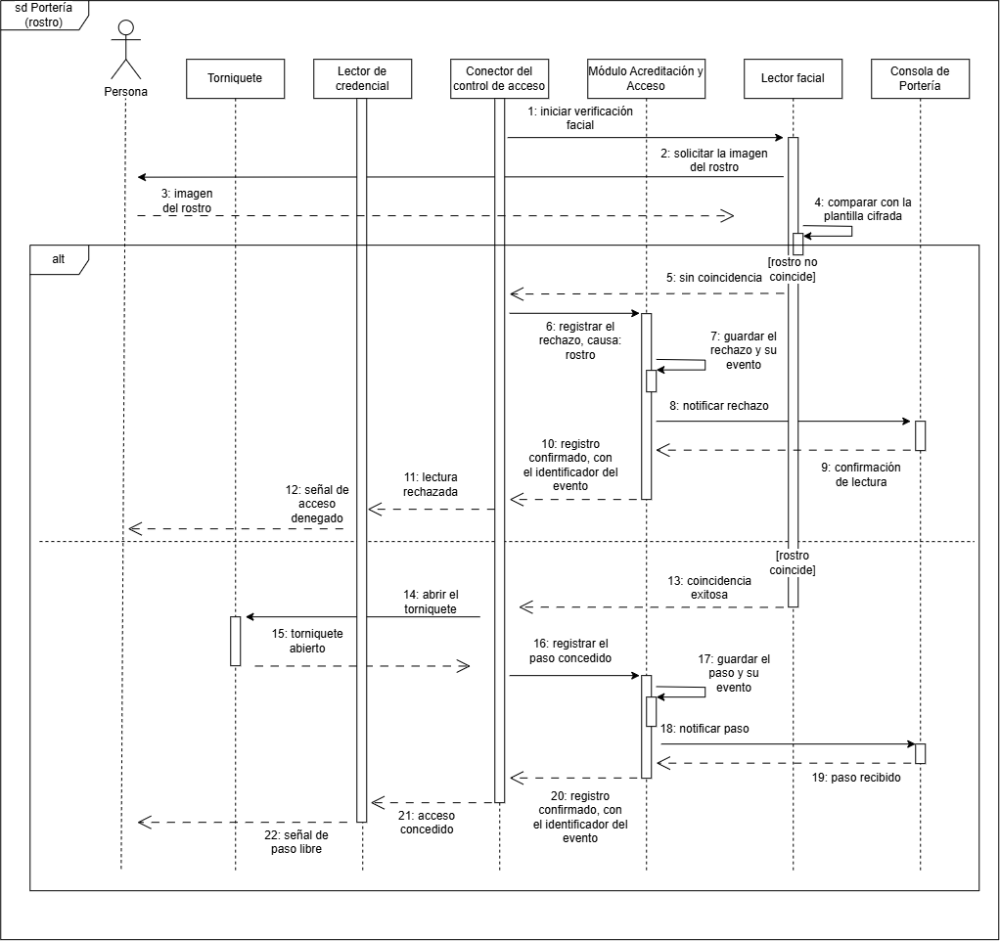 sd Portería
(rostro)
Persona
Torniquete
Lector de
credencial
Conector del
control de acceso
Módulo Acreditación y
Acceso
Lector facial
Consola de
Portería
1: iniciar verificación
facial
2: solicitar la imagen
del rostro
3: imagen
del rostro
4: comparar con la
plantilla cifrada
alt
[rostro no
coincide]
5: sin coincidencia
6: registrar el
rechazo, causa:
rostro
7: guardar el
rechazo y su
evento
8: notificar rechazo
9: confirmación
de lectura
10: registro
confirmado, con
el identificador del
evento
11: lectura
rechazada
12: señal de
acceso
denegado
[rostro
coincide]
13: coincidencia
exitosa
14: abrir el
torniquete
15: torniquete
abierto
16: registrar el
paso concedido
17: guardar el
paso y su
evento
18: notificar paso
19: paso recibido
20: registro
confirmado, con
el identificador del
evento
21: acceso
concedido
22: señal de
paso libre